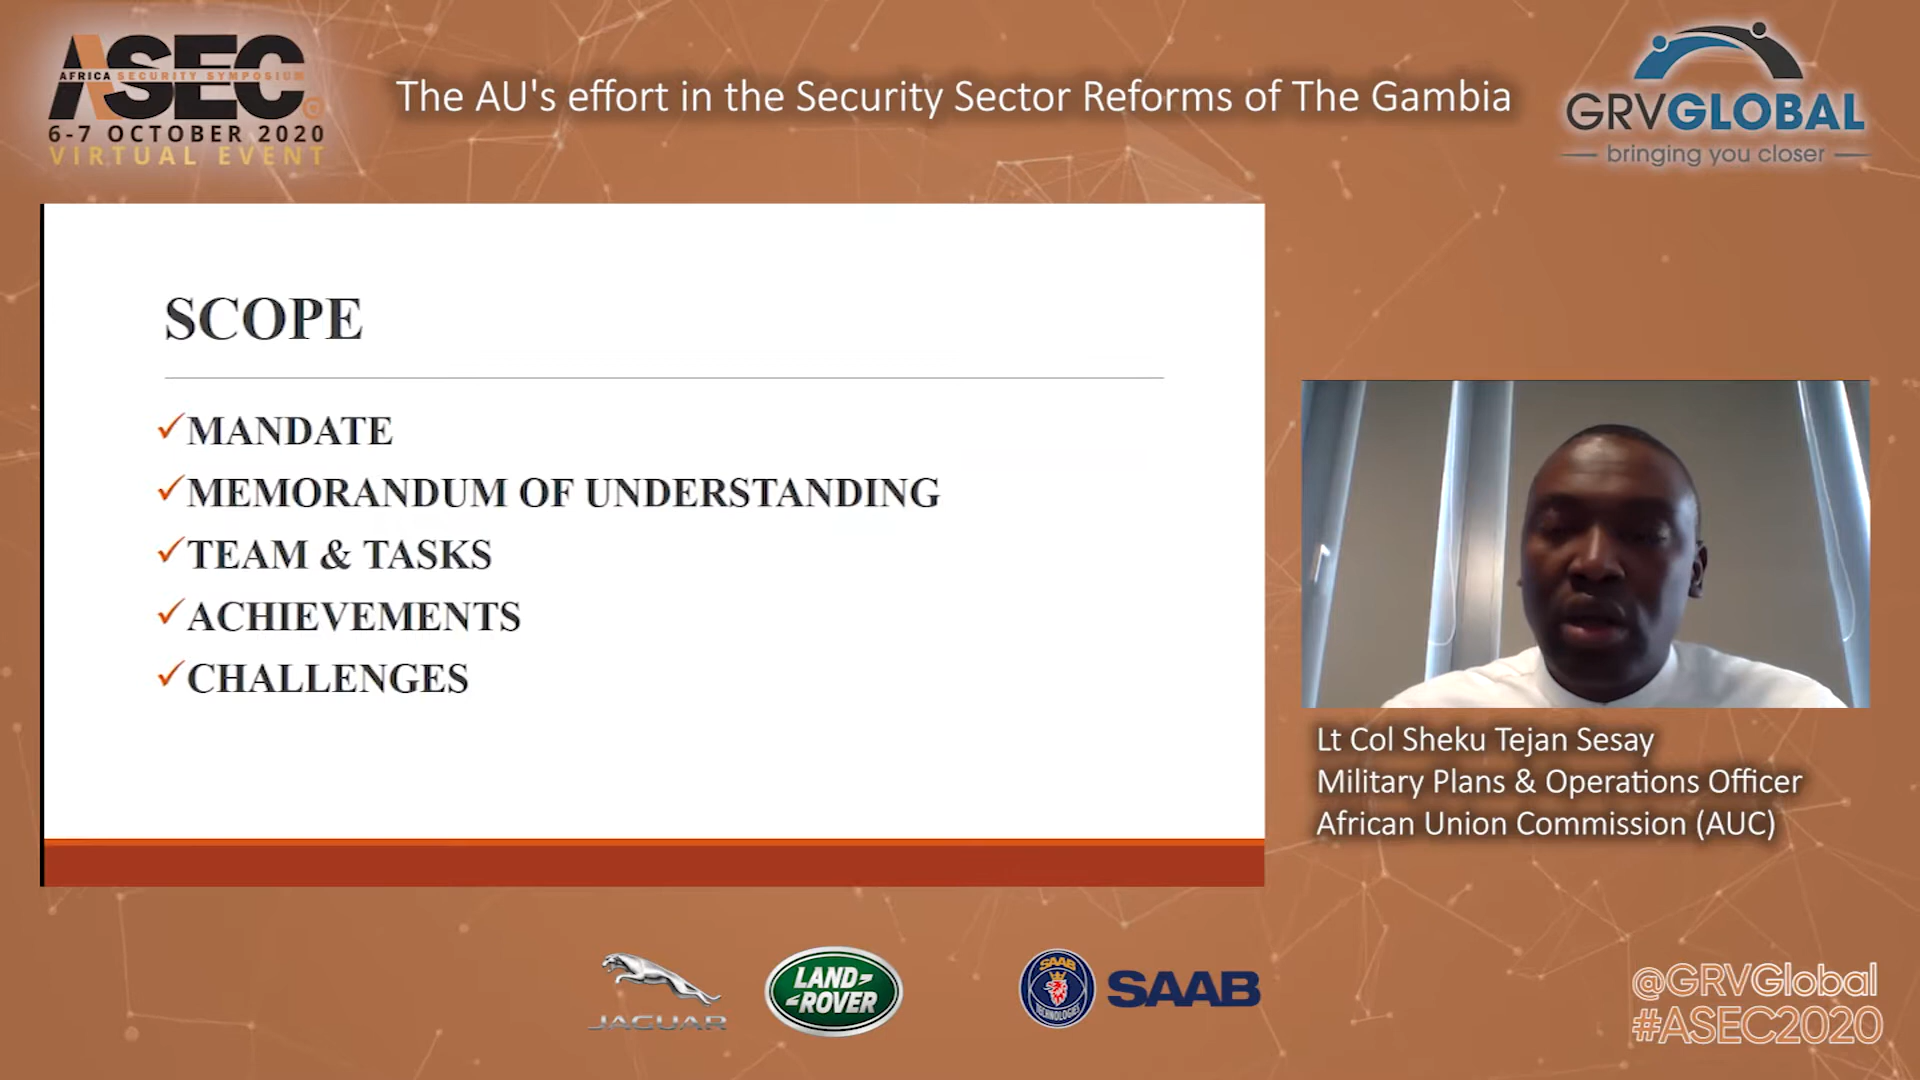 ASEC
AFRICA SECURITY SYMPOSIUM
6-7 OCTOBER 2020
VIRTUAL EVENT
The AU's effort in the Security Sector Reforms of The Gambia
GRVGLOBAL
bringing you closer
SCOPE
✓MANDATE
✓MEMORANDUM OF UNDERSTANDING
✓TEAM & TASKS
✓ACHIEVEMENTS
✓CHALLENGES
Lt Col Sheku Tejan Sesay
Military Plans & Operations Officer
African Union Commission (AUC)
JAGUAR
LAND-
-ROVER
SAAB
TECHNOLOGIES
SAAB
@GRVGlobal
#ASEC2020